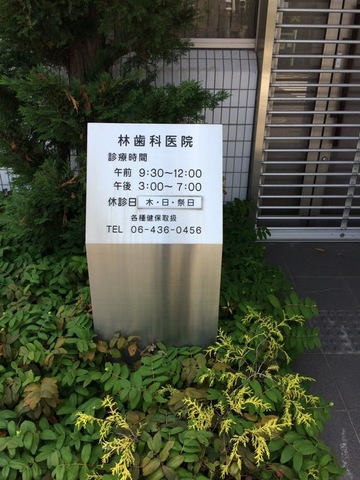 林歯科医院
診療時間
午前 9:30〜12:00
午後 3:00〜7:00
休診日 木・日・祭日
各種健保取扱
TEL 06-436-0456